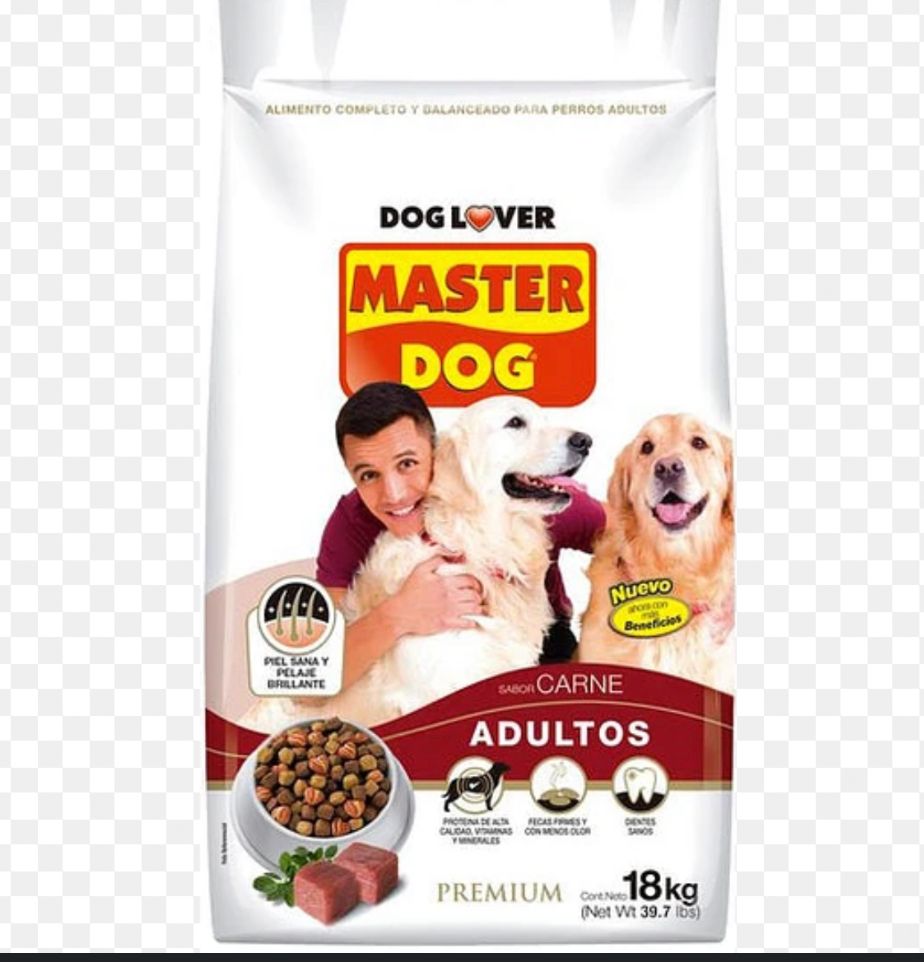 ALIMENTO COMPLETO Y BALANCEADO PARA PERROS ADULTOS
DOG LOVER
MASTER
DOG
Nuevo
ahora con
más
Beneficios
PIEL SANA Y
PELAJE
BRILLANTE
SABOR CARNE
ADULTOS
PROTEINA DE ALTA
CALIDAD, VITAMINAS
Y MINERALES
FECAS FIRMES Y
CON MENOS OLOR
DIENTES
SANOS
PREMIUM
Cont.Neto 18kg
(Net Wt 39.7 lbs)